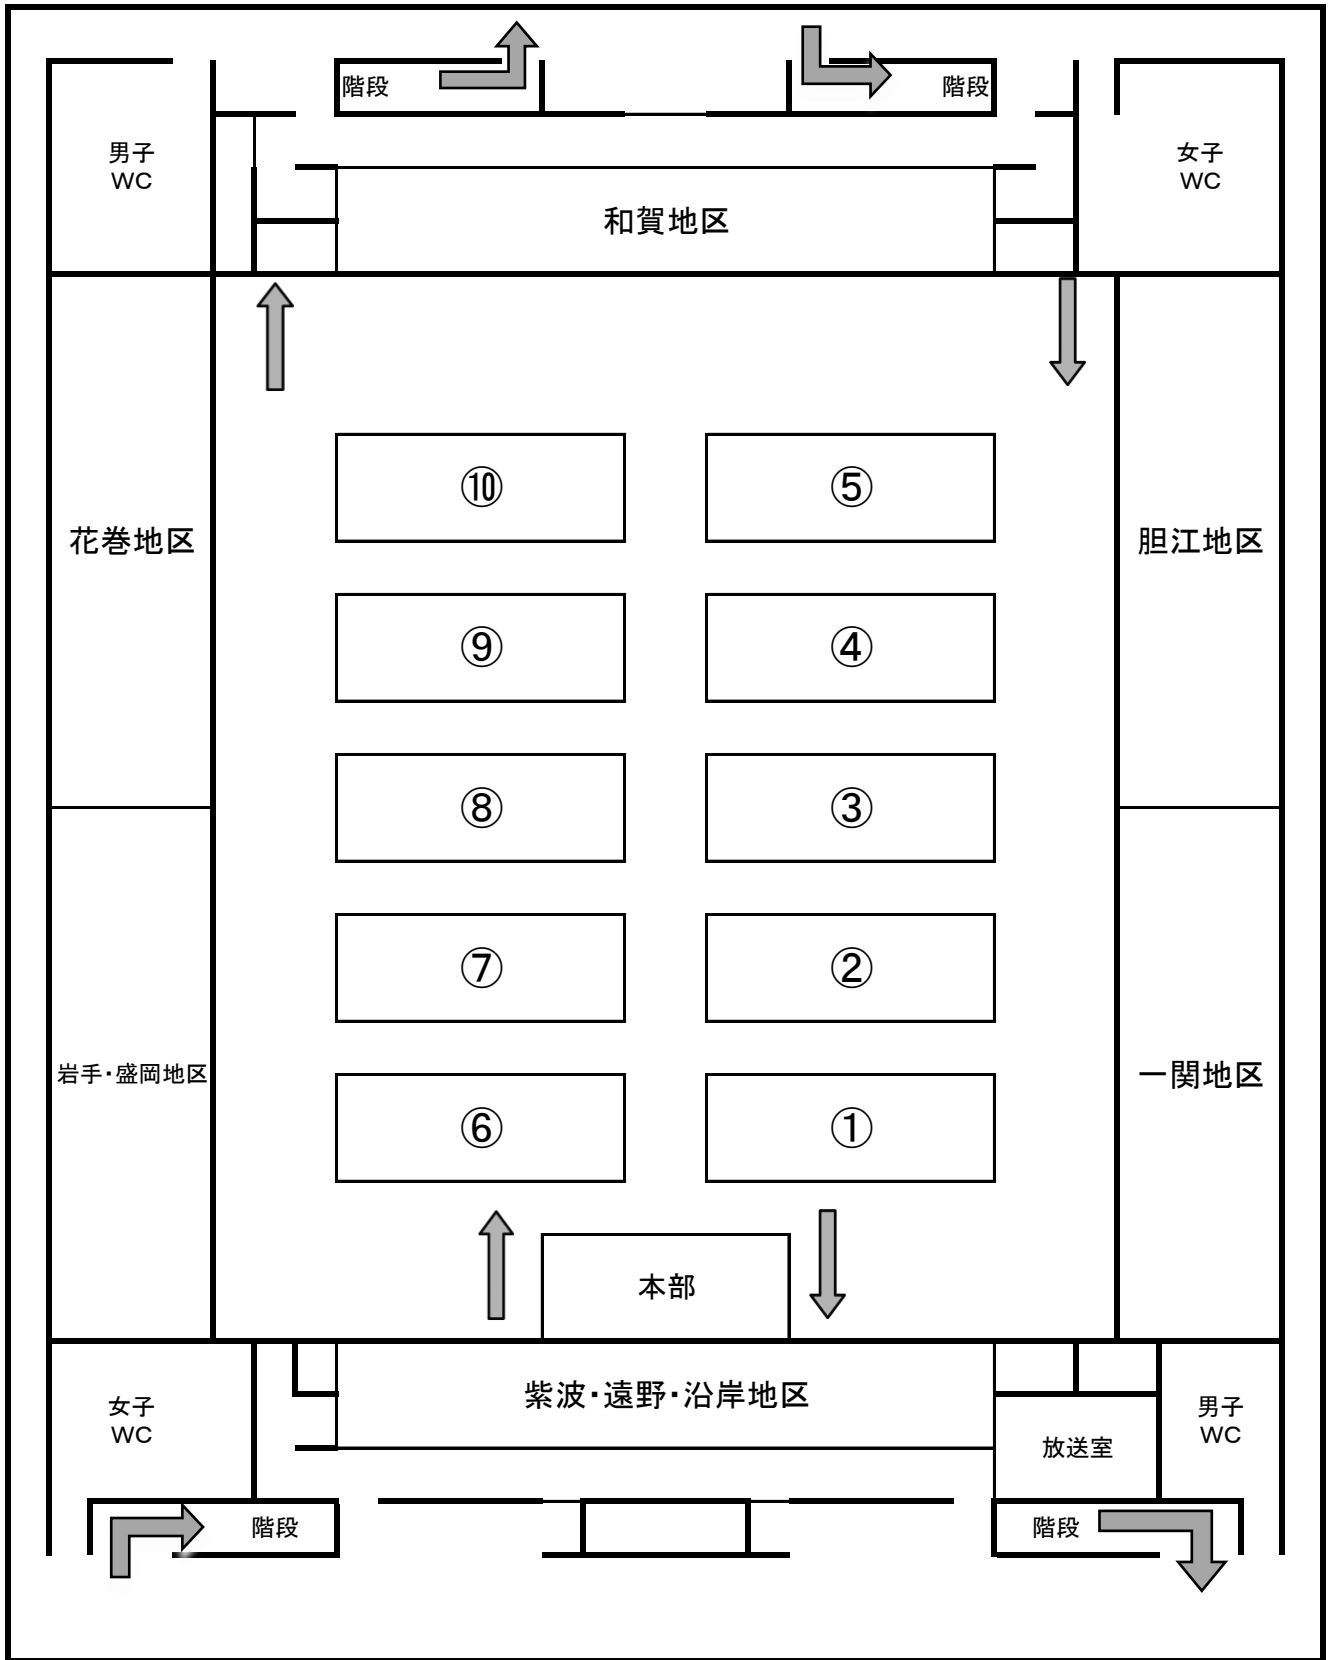 階段
階段
男子
WC
女子
WC
和賀地区
⑩
⑤
花巻地区
胆江地区
⑨
④
⑧
③
⑦
②
岩手・盛岡地区
一関地区
⑥
①
本部
紫波・遠野・沿岸地区
女子
WC
男子
WC
放送室
階段
階段